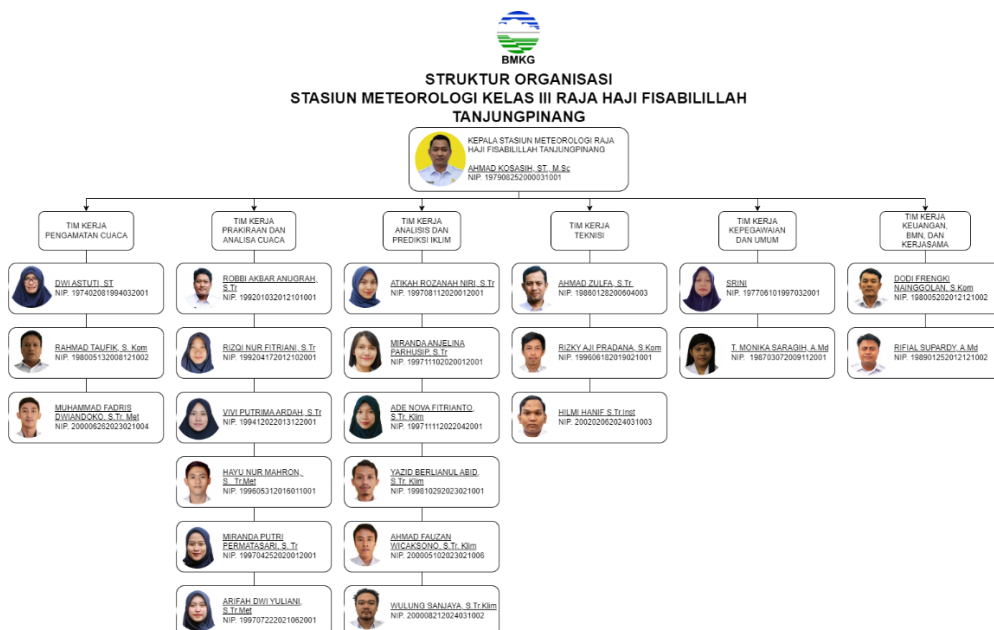 BMKG
STRUKTUR ORGANISASI
STASIUN METEOROLOGI KELAS III RAJA HAJI FISABILILLAH
TANJUNGPINANG
KEPALA STASIUN METEOROLOGI RAJA
HAJI FISABILILLAH TANJUNGPINANG
AHMAD KOSASIH, ST., M.Sc
NIP. 197908252000031001
TIM KERJA
PENGAMATAN CUACA
DWI ASTUTI, ST
NIP. 197402081994032001
RAHMAD TAUFIK, S. Kom
NIP. 198005132008121002
MUHAMMAD FADRIS
DWIANDOKO, S.Tr. Met
NIP. 200006262023021004
TIM KERJA
PRAKIRAAN DAN
ANALISA CUACA
ROBBI AKBAR ANUGRAH,
S.Tr
NIP. 199201032012101001
RIZQI NUR FITRIANI, S.Tr
NIP. 199204172012102001
VIVI PUTRIMA ARDAH, S.Tr
NIP. 199412022013122001
HAYU NUR MAHRON,
S. Tr.Met
NIP. 199605312016011001
MIRANDA PUTRI
PERMATASARI, S. Tr
NIP. 199704252020012001
ARIFAH DWI YULIANI,
S.Tr.Met
NIP. 199707222021062001
TIM KERJA
ANALISIS DAN
PREDIKSI IKLIM
ATIKAH ROZANAH NIRI, S.Tr
NIP. 199708112020012001
MIRANDA ANJELINA
PARHUSIP, S.Tr
NIP. 199711102020012001
ADE NOVA FITRIANTO,
S.Tr. Klim
NIP. 199711112022042001
YAZID BERLIANUL ABID,
S.Tr. Klim
NIP. 199810292023021001
AHMAD FAUZAN
WICAKSONO, S.Tr. Klim
NIP. 200005102023021006
WULUNG SANJAYA, S.Tr.Klim
NIP. 200008212024031002
TIM KERJA
TEKNISI
AHMAD ZULFA, S.Tr.
NIP. 19860128200604003
RIZKY AJI PRADANA, S.Kom
NIP. 199606182019021001
HILMI HANIF S.Tr.Inst
NIP. 200202062024031003
TIM KERJA
KEPEGAWAIAN
DAN UMUM
SRINI
NIP. 197706101997032001
T. MONIKA SARAGIH, A.Md
NIP. 198703072009112001
TIM KERJA
KEUANGAN,
BMN, DAN
KERJASAMA
DODI FRENGKI
NAINGGOLAN, S.Kom
NIP. 198005202012121002
RIFIAL SUPARDY, A.Md
NIP. 198901252012121002